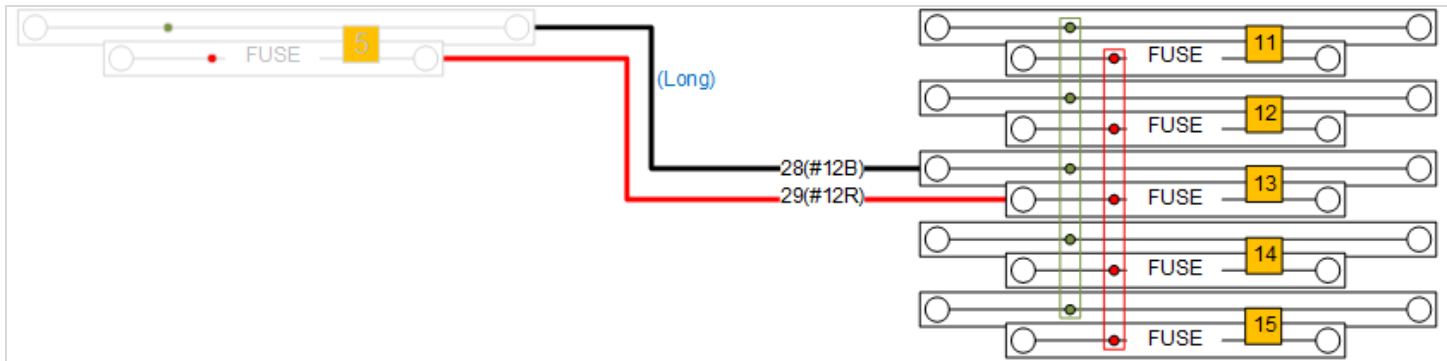 FUSE 5
(Long)
28(#12B)
29(#12R)
FUSE 11
FUSE 12
FUSE 13
FUSE 14
FUSE 15